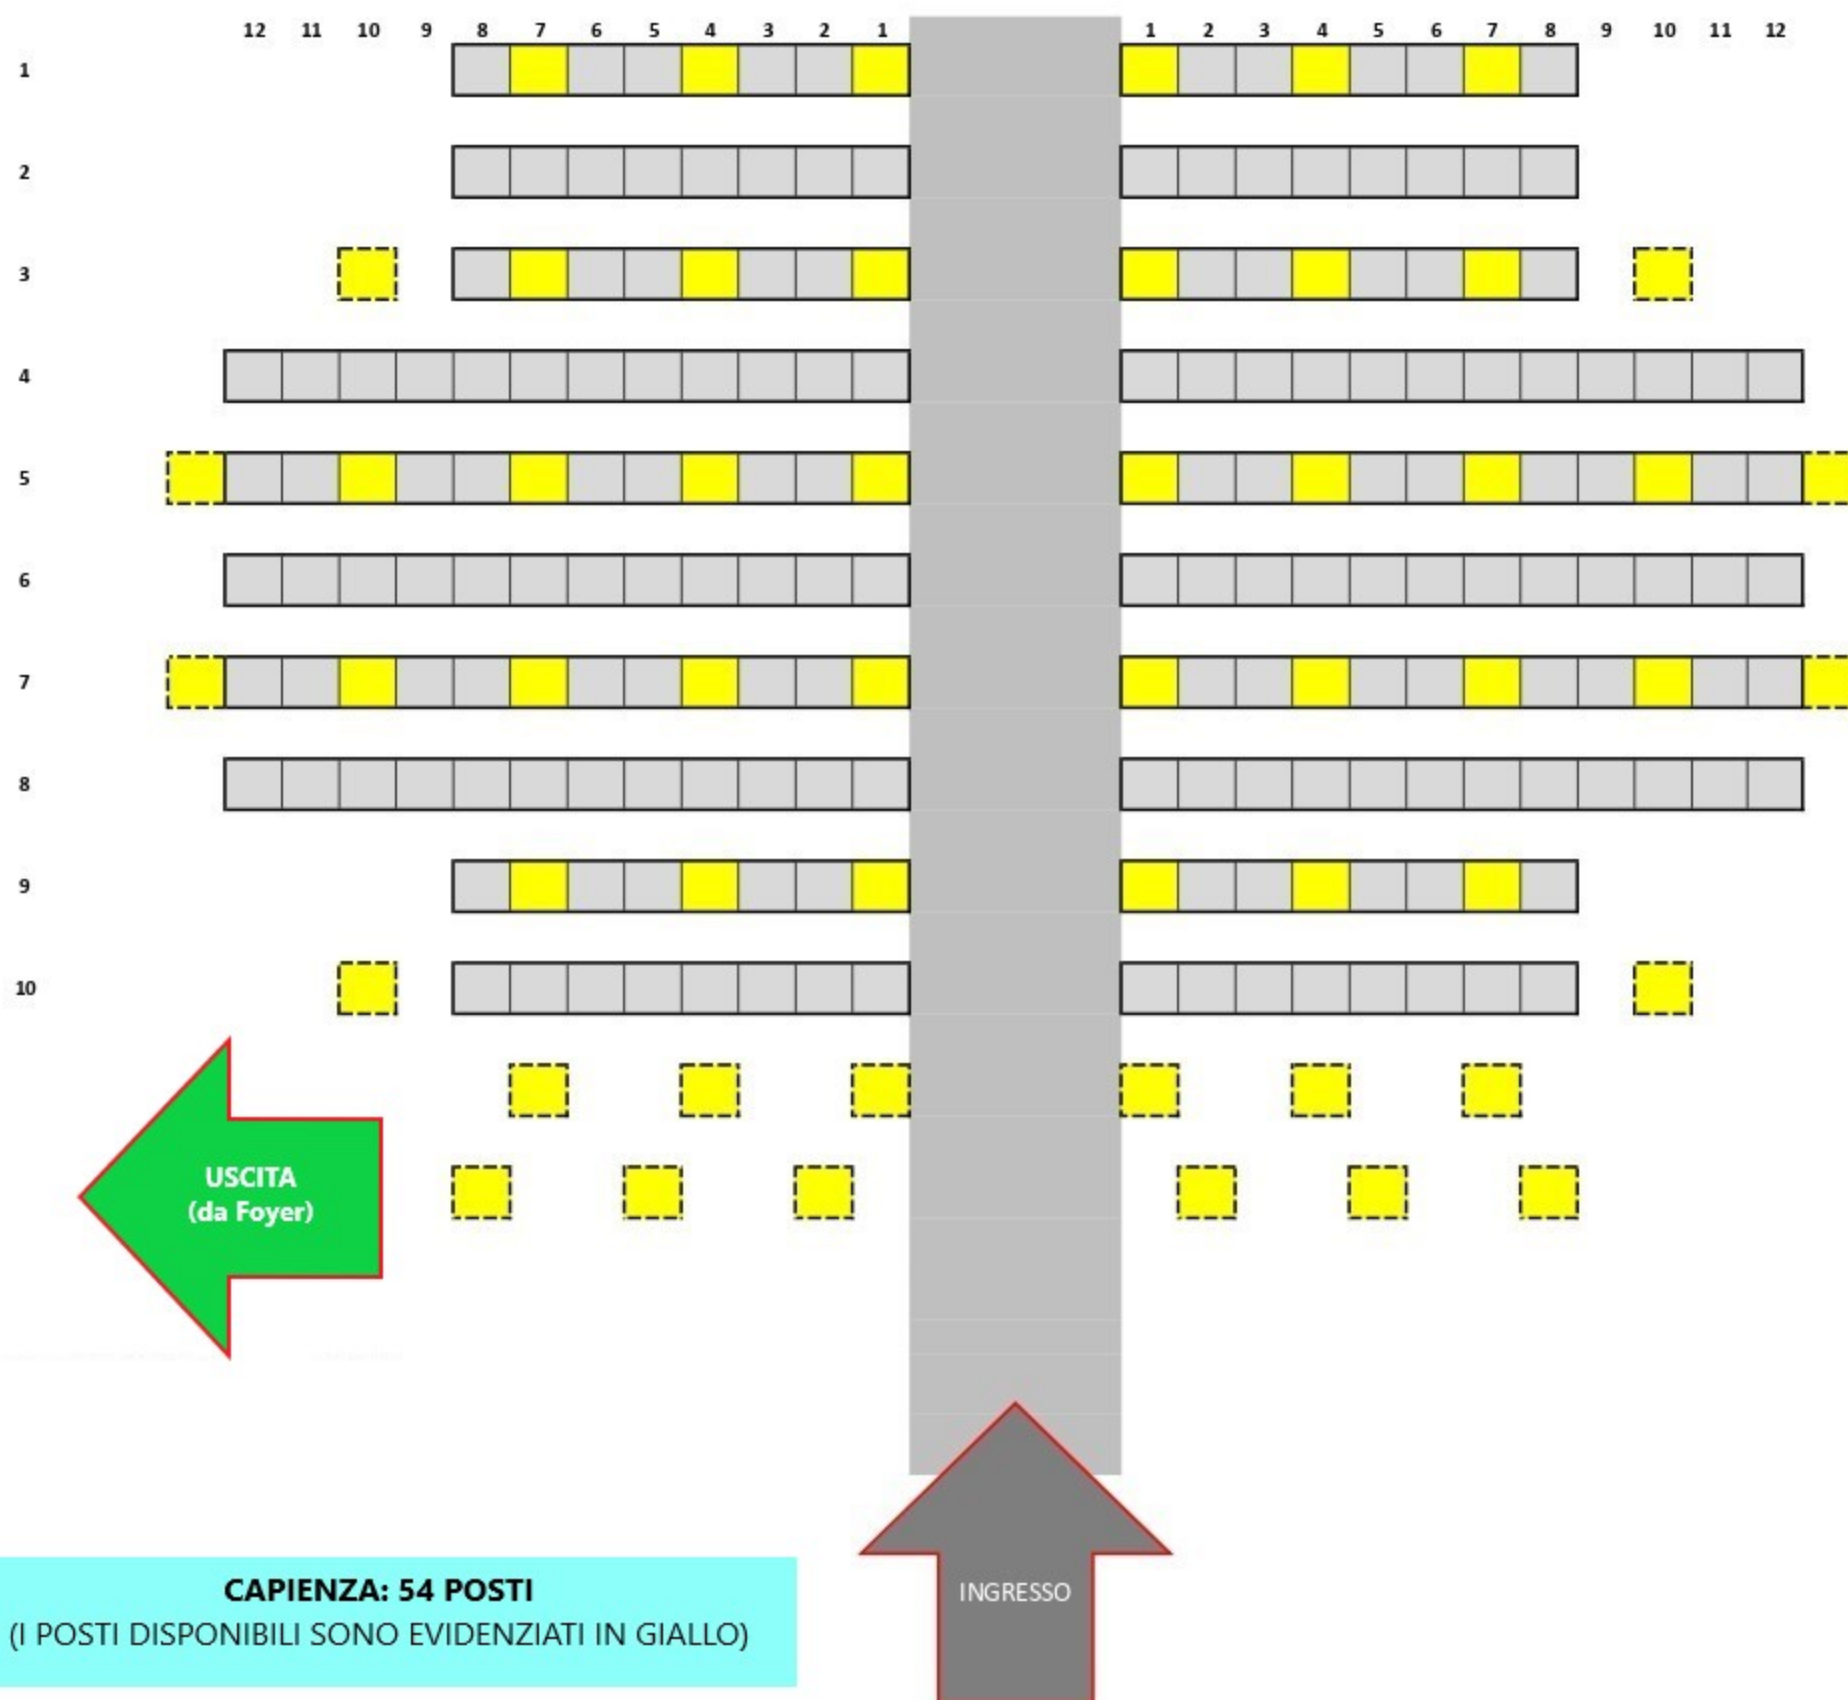 12 11 10 9 8 7 6 5 4 3 2 1 1 2 3 4 5 6 7 8 9 10 11 12
1
2
3
4
5
6
7
8
9
10
USCITA
(da Foyer)
INGRESSO
CAPIENZA: 54 POSTI
(I POSTI DISPONIBILI SONO EVIDENZIATI IN GIALLO)